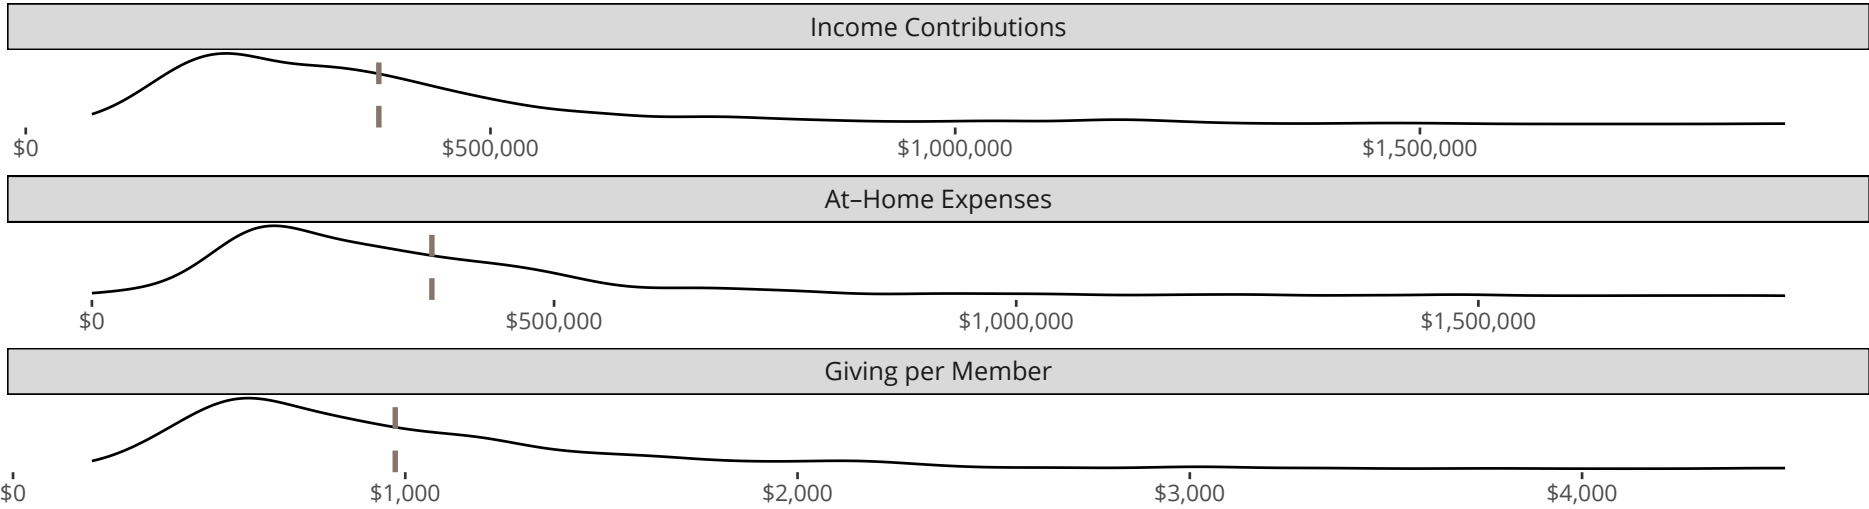 Income Contributions
$0 $500,000 $1,000,000 $1,500,000
At–Home Expenses
$0 $500,000 $1,000,000 $1,500,000
Giving per Member
$0 $1,000 $2,000 $3,000 $4,000